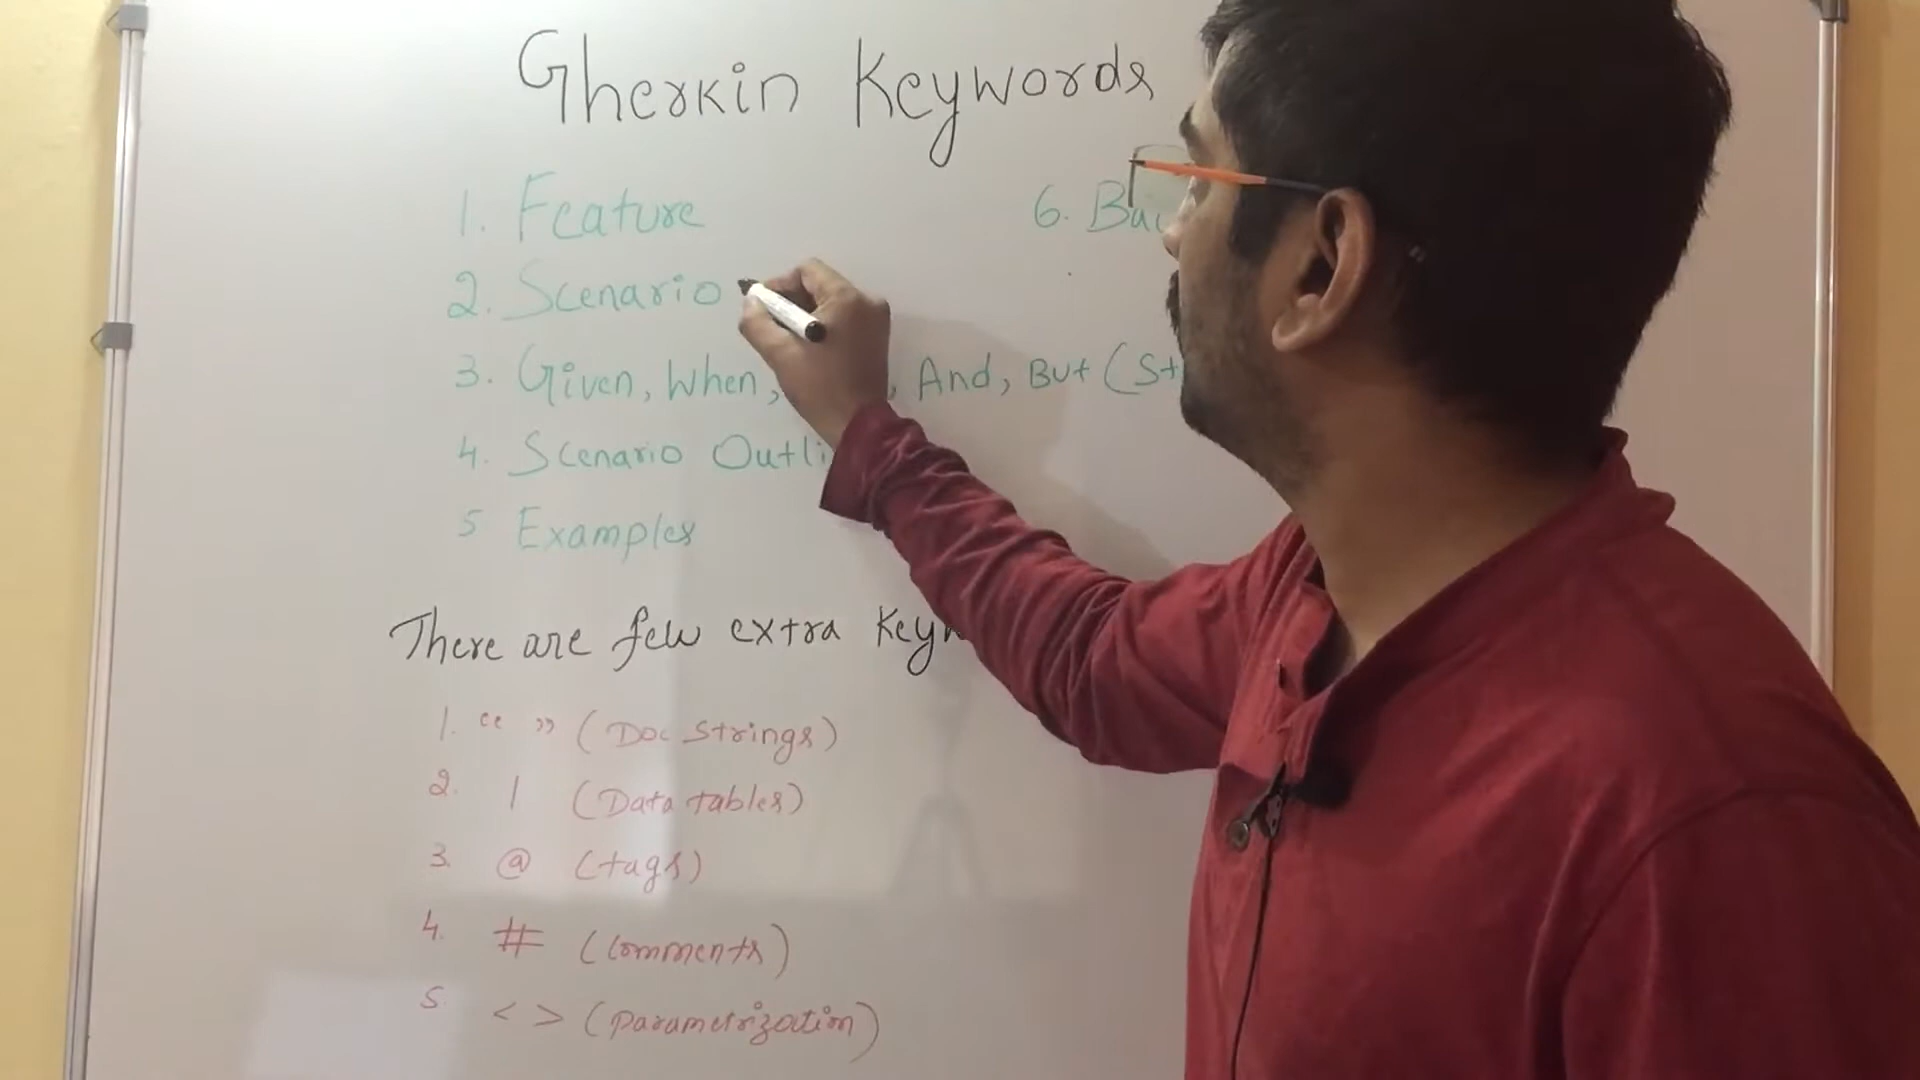 Gherkin Keywords
1. Feature
2. Scenario
3. Given, When, , And, But (St
4. Scenario Outli
5 Examples
6. Ba
There are few extra Keyw
1. “ ” (Doc Strings)
2. | (Data tables)
3. @ (tags)
4. # (Comments)
5 < > (parametrization)